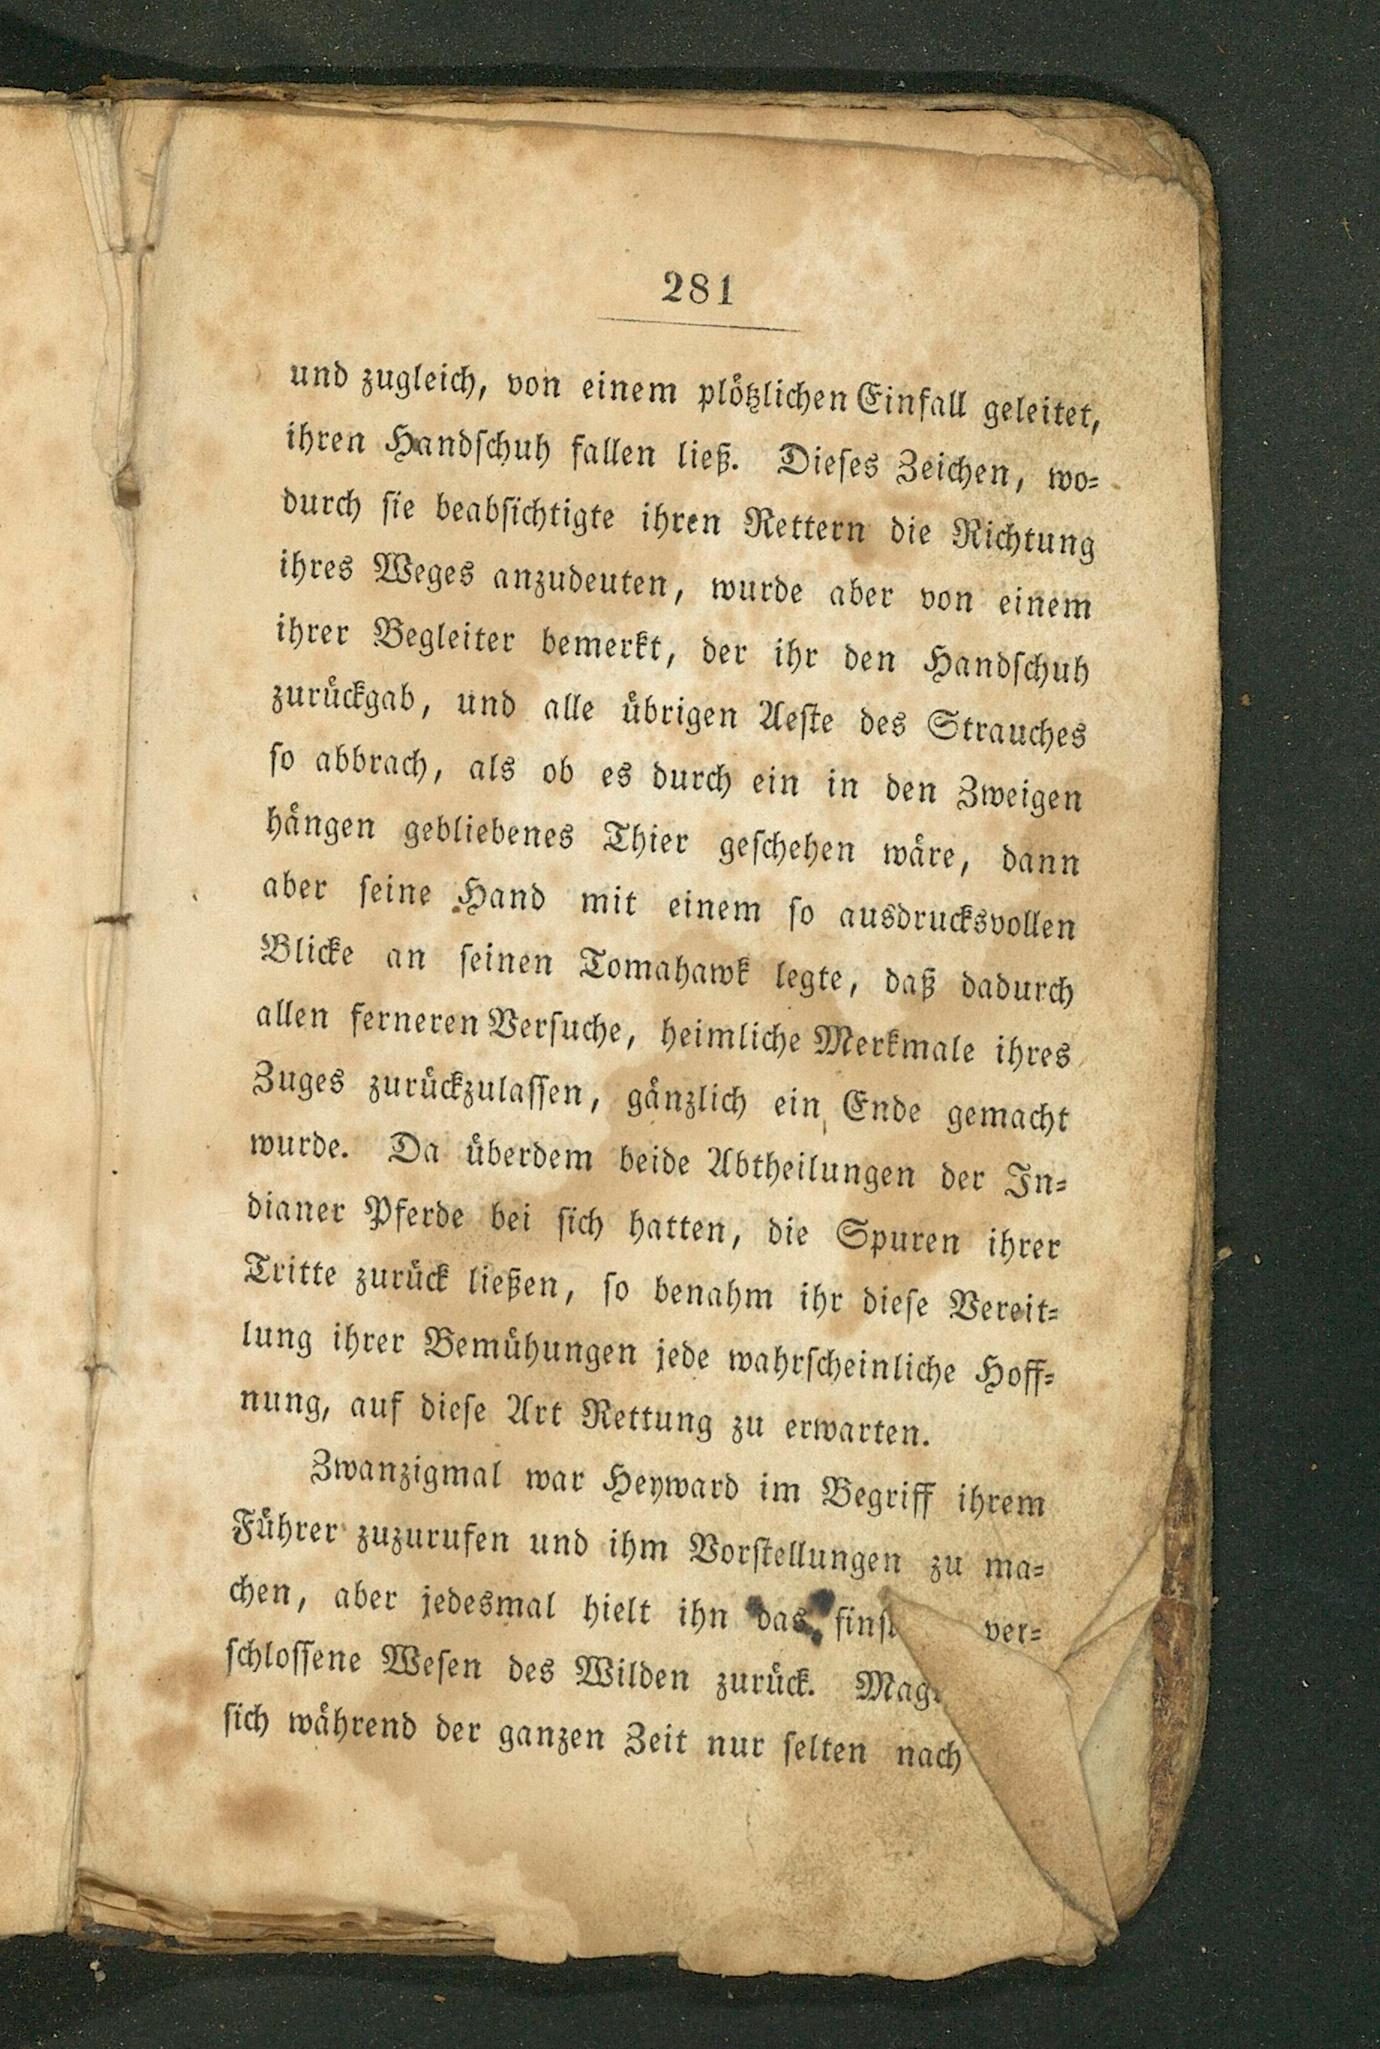 281
und zugleich, von einem plötzlichen Einfall geleitet,
ihren Handschuh fallen ließ. Dieses Zeichen, wo-
durch sie beabsichtigte ihren Rettern die Richtung
ihres Weges anzudeuten, wurde aber von einem
ihrer Begleiter bemerkt, der ihr den Handschuh
zurückgab, und alle übrigen Aeste des Strauches
so abbrach, als ob es durch ein in den Zweigen
hängen gebliebenes Thier geschehen wäre, dann
aber seine Hand mit einem so ausdrucksvollen
Blicke an seinen Tomahawk legte, daß dadurch
allen ferneren Versuche, heimliche Merkmale ihres
Zuges zurückzulassen, gänzlich ein Ende gemacht
wurde. Da überdem beide Abtheilungen der In-
dianer Pferde bei sich hatten, die Spuren ihrer
Tritte zurück ließen, so benahm ihr diese Vereit-
lung ihrer Bemühungen jede wahrscheinliche Hoff-
nung, auf diese Art Rettung zu erwarten.
Zwanzigmal war Heyward im Begriff ihrem
Führer zuzurufen und ihm Vorstellungen zu ma-
chen, aber jedesmal hielt ihn das ver-
schlossene Wesen des Wilden zurück.
sich während der ganzen Zeit nur selten nach